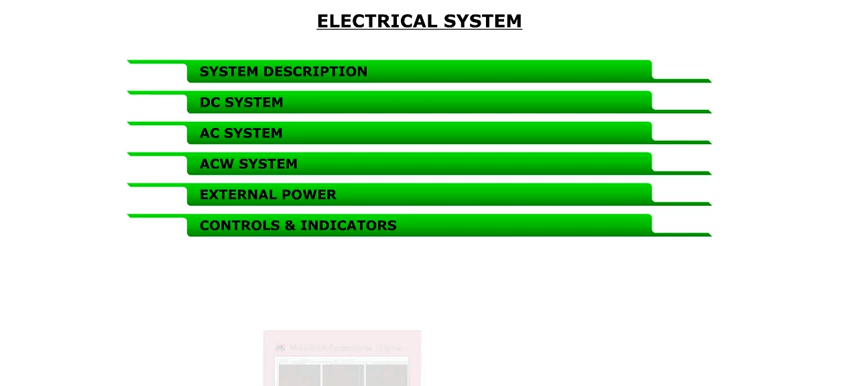 ELECTRICAL SYSTEM
SYSTEM DESCRIPTION
DC SYSTEM
AC SYSTEM
ACW SYSTEM
EXTERNAL POWER
CONTROLS & INDICATORS